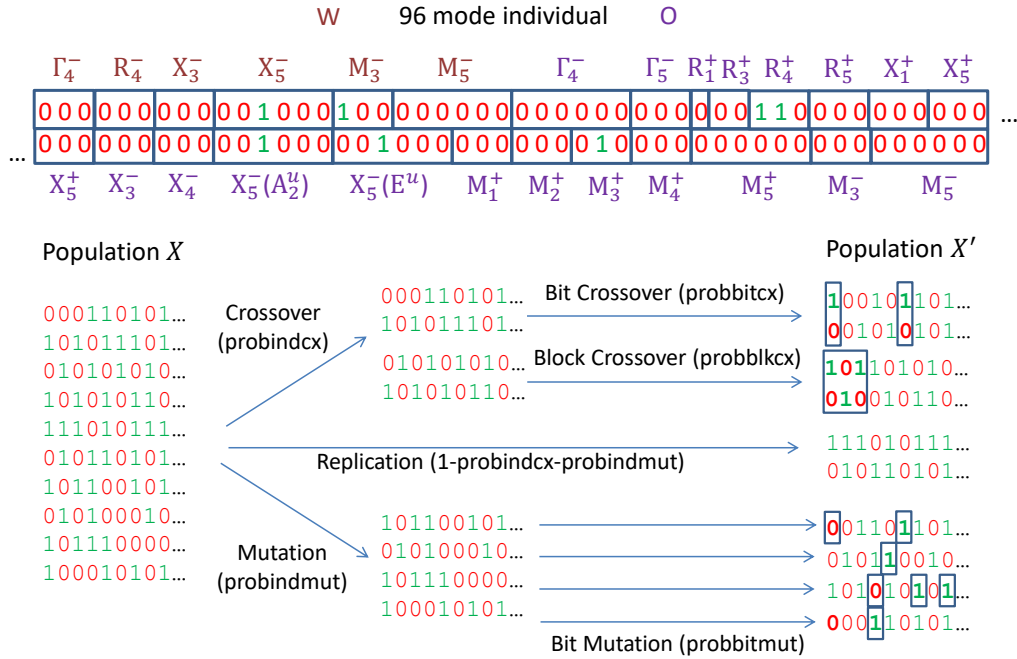 W 96 mode individual O
Γ₄⁻ R₄⁻ X₃⁻ X₅⁻ M₃⁻ M₅⁻ Γ₄⁻ Γ₅⁻ R₁⁺ R₃⁺ R₄⁺ R₅⁺ X₁⁺ X₅⁺
0 0 0 0 0 0 0 0 0 0 0 1 0 0 0 1 0 0 0 0 0 0 0 0 0 0 0 0 0 0 0 0 0 0 0 0 1 1 0 0 0 0 0 0 0 0 0 0 ...
... 0 0 0 0 0 0 0 0 0 0 0 1 0 0 0 0 0 1 0 0 0 0 0 0 0 0 0 0 1 0 0 0 0 0 0 0 0 0 0 0 0 0 0 0 0 0 0 0
X₅⁺ X₃⁻ X₄⁻ X₅⁻(A₂ᵘ) X₅⁻(Eᵘ) M₁⁺ M₂⁺ M₃⁺ M₄⁺ M₅⁺ M₃⁻ M₅⁻
Population X
000110101...
101011101...
010101010...
101010110...
111010111...
010110101...
101100101...
010100010...
101110000...
100010101...
Crossover
(probindcx)
000110101...
101011101...
010101010...
101010110...
Bit Crossover (probbitcx)
Block Crossover (probblkcx)
Replication (1-probindcx-probindmut)
Mutation
(probindmut)
101100101...
010100010...
101110000...
100010101...
Bit Mutation (probbitmut)
Population X′
100101101...
001010101...
101101010...
010010110...
111010111...
010110101...
001101101...
010110010...
101010101...
000110101...